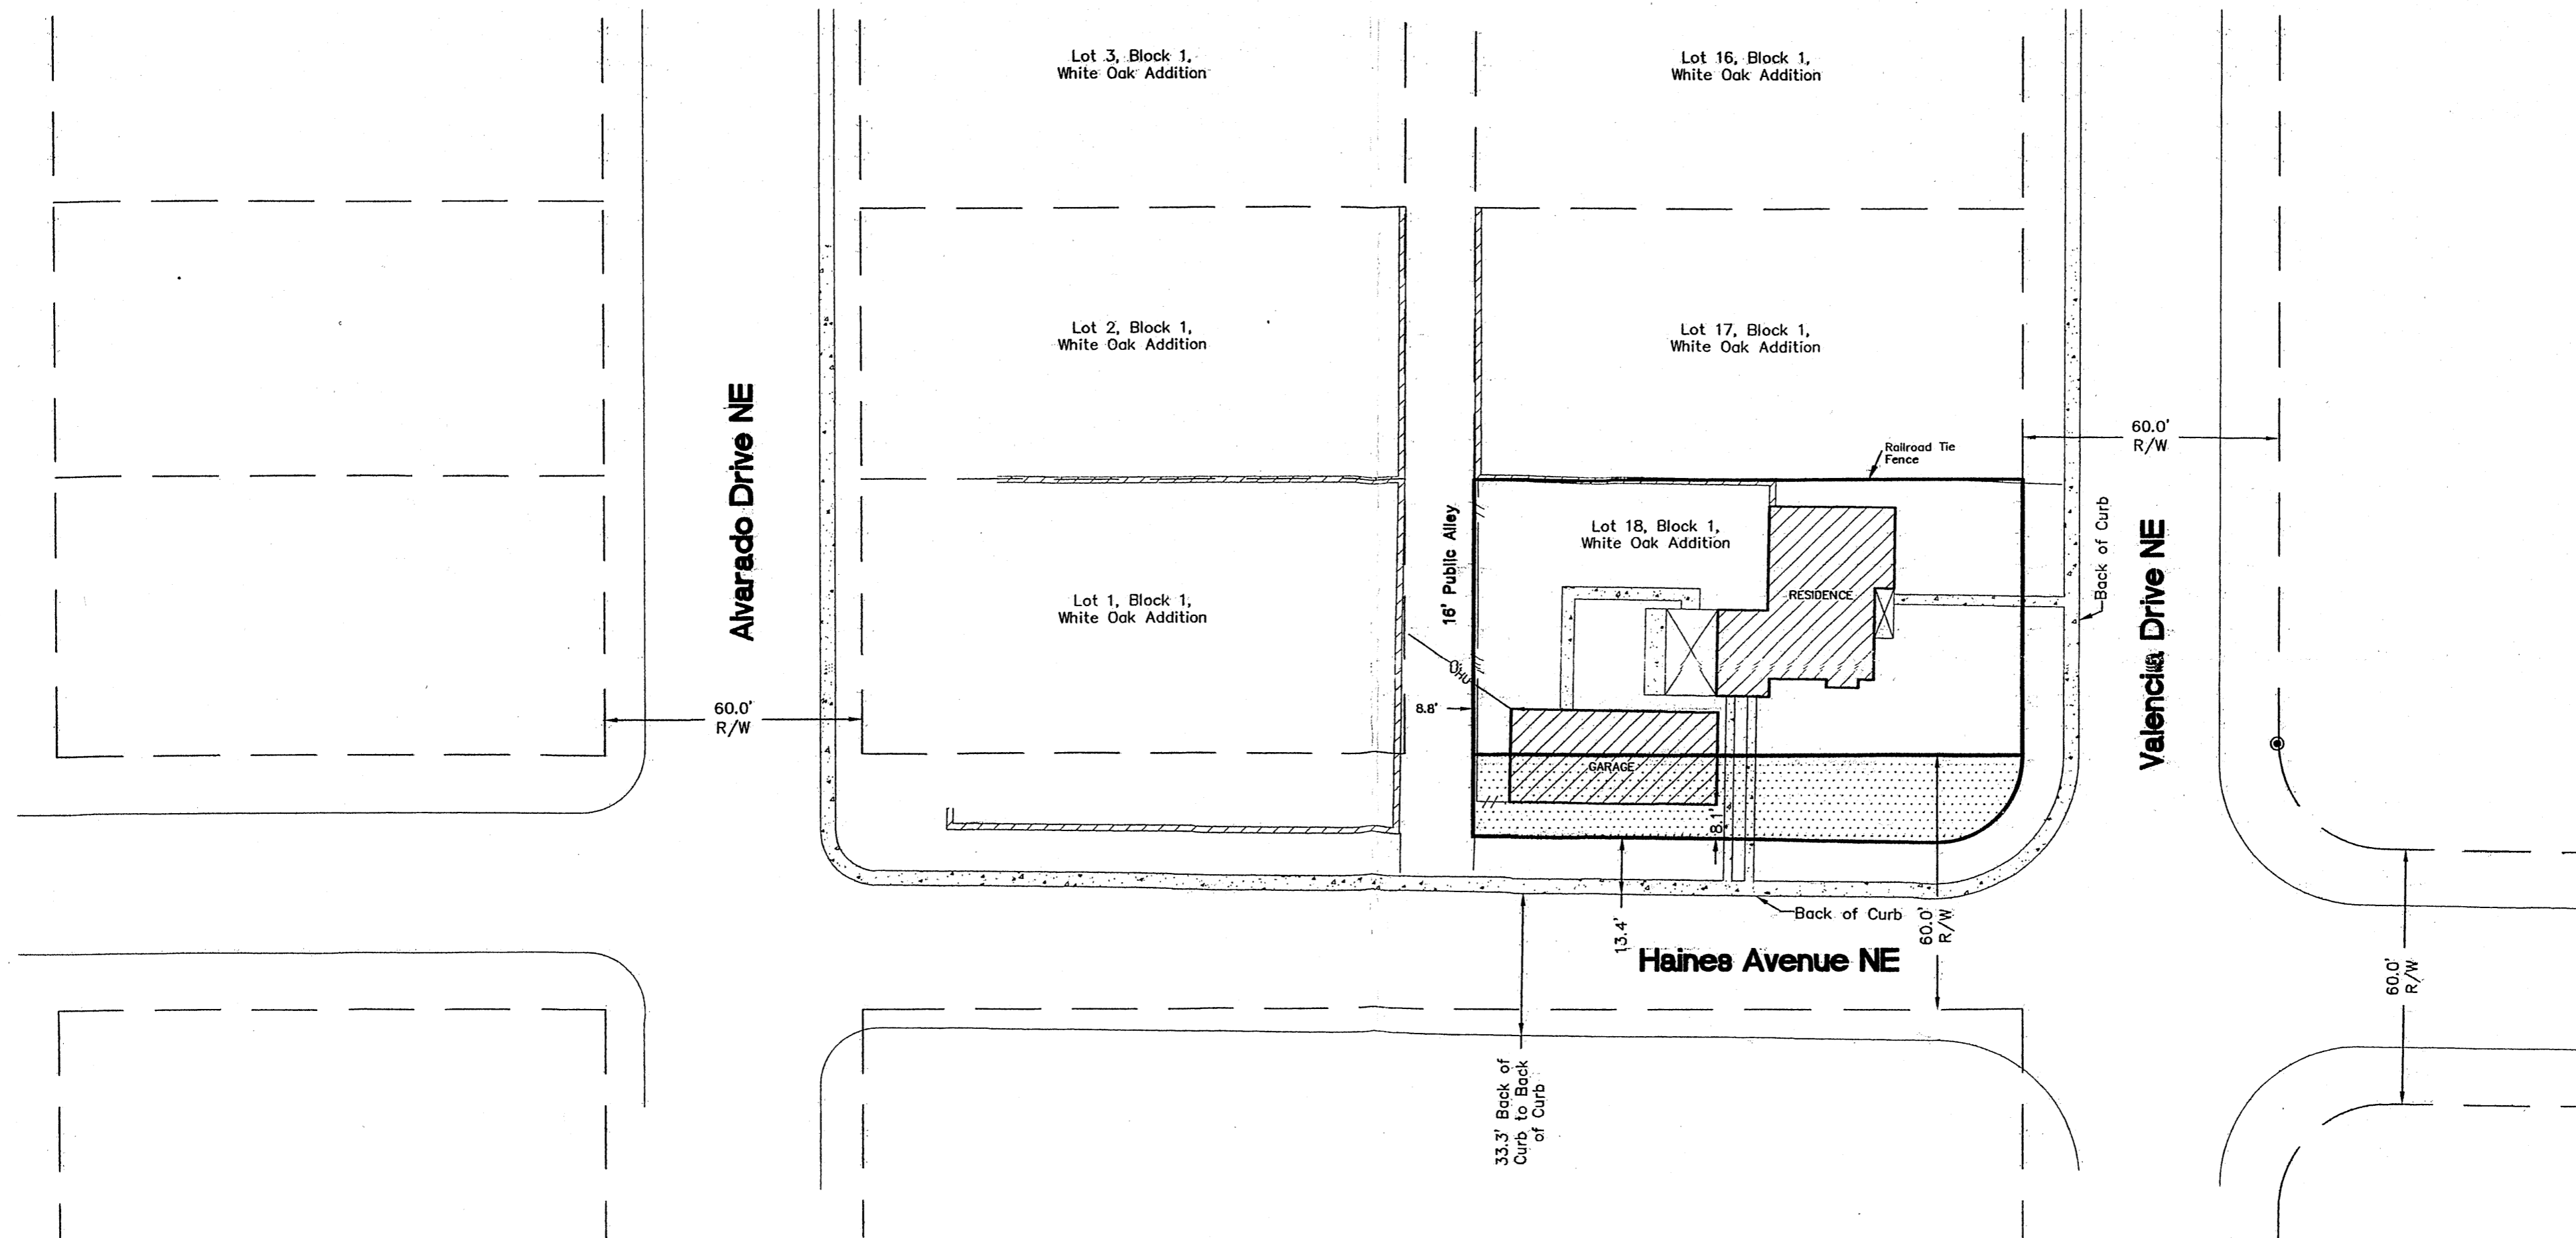 Lot 3, Block 1,
White Oak Addition
Lot 16, Block 1,
White Oak Addition
Lot 2, Block 1,
White Oak Addition
Lot 17, Block 1,
White Oak Addition
Alvarado Drive NE
60.0'
R/W
Railroad Tie
Fence
16' Public Alley
Lot 18, Block 1,
White Oak Addition
Back of Curb
Valencia Drive NE
RESIDENCE
Lot 1, Block 1,
White Oak Addition
OHU
60.0'
R/W
8.8'
GARAGE
8.1'
Back of Curb
13.4'
60.0'
R/W
Haines Avenue NE
60.0'
R/W
33.3' Back of
Curb to Back
of Curb